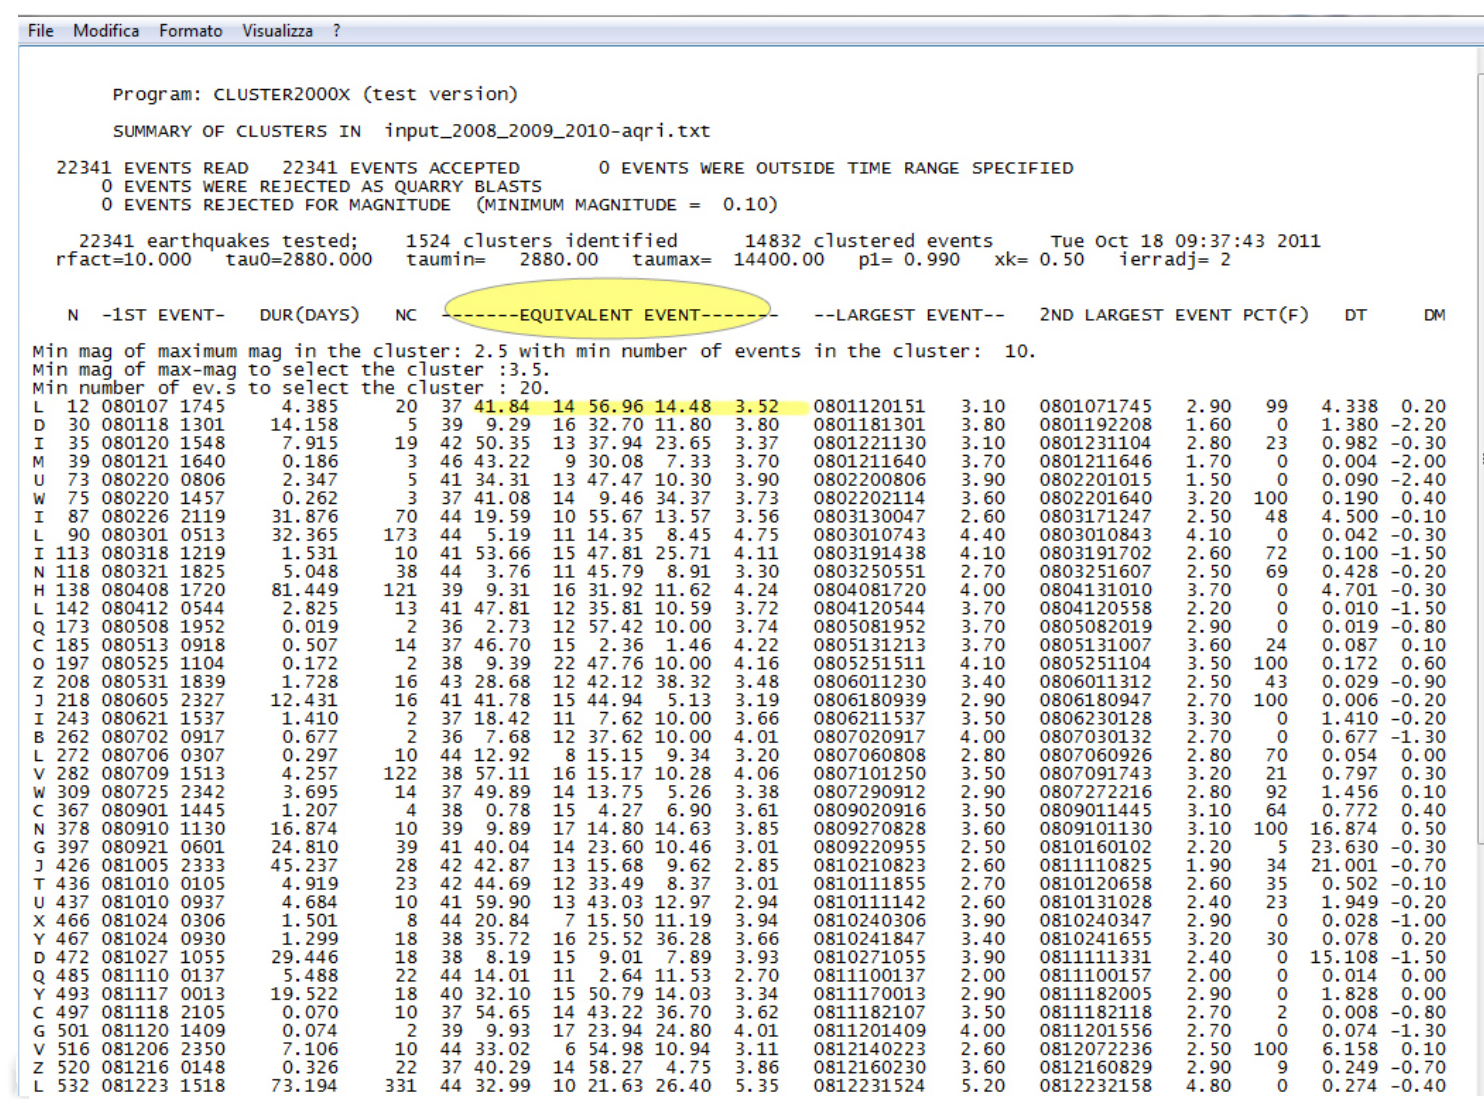 File Modifica Formato Visualizza ?
Program: CLUSTER2000X (test version)
SUMMARY OF CLUSTERS IN input_2008_2009_2010-aqri.txt
22341 EVENTS READ 22341 EVENTS ACCEPTED 0 EVENTS WERE OUTSIDE TIME RANGE SPECIFIED
0 EVENTS WERE REJECTED AS QUARRY BLASTS
0 EVENTS REJECTED FOR MAGNITUDE (MINIMUM MAGNITUDE = 0.10)
22341 earthquakes tested; 1524 clusters identified 14832 clustered events Tue Oct 18 09:37:43 2011
rfact=10.000 tau0=2880.000 taumin= 2880.00 taumax= 14400.00 p1= 0.990 xk= 0.50 ierradj= 2
N -1ST EVENT- DUR(DAYS) NC -------EQUIVALENT EVENT------- --LARGEST EVENT-- 2ND LARGEST EVENT PCT(F) DT DM
Min mag of maximum mag in the cluster: 2.5 with min number of events in the cluster: 10.
Min mag of max-mag to select the cluster :3.5.
Min number of ev.s to select the cluster : 20.
L 12 080107 1745 4.385 20 37 41.84 14 56.96 14.48 3.52 0801120151 3.10 0801071745 2.90 99 4.338 0.20
D 30 080118 1301 14.158 5 39 9.29 16 32.70 11.80 3.80 0801181301 3.80 0801192208 1.60 0 1.380 -2.20
I 35 080120 1548 7.915 19 42 50.35 13 37.94 23.65 3.37 0801221130 3.10 0801231104 2.80 23 0.982 -0.30
M 39 080121 1640 0.186 3 46 43.22 9 30.08 7.33 3.70 0801211640 3.70 0801211646 1.70 0 0.004 -2.00
U 73 080220 0806 2.347 5 41 34.31 13 47.47 10.30 3.90 0802200806 3.90 0802201015 1.50 0 0.090 -2.40
W 75 080220 1457 0.262 3 37 41.08 14 9.46 34.37 3.73 0802202114 3.60 0802201640 3.20 100 0.190 0.40
I 87 080226 2119 31.876 70 44 19.59 10 55.67 13.57 3.56 0803130047 2.60 0803171247 2.50 48 4.500 -0.10
L 90 080301 0513 32.365 173 44 5.19 11 14.35 8.45 4.75 0803010743 4.40 0803010843 4.10 0 0.042 -0.30
I 113 080318 1219 1.531 10 41 53.66 15 47.81 25.71 4.11 0803191438 4.10 0803191702 2.60 72 0.100 -1.50
N 118 080321 1825 5.048 38 44 3.76 11 45.79 8.91 3.30 0803250551 2.70 0803251607 2.50 69 0.428 -0.20
H 138 080408 1720 81.449 121 39 9.31 16 31.92 11.62 4.24 0804081720 4.00 0804131010 3.70 0 4.701 -0.30
L 142 080412 0544 2.825 13 41 47.81 12 35.81 10.59 3.72 0804120544 3.70 0804120558 2.20 0 0.010 -1.50
Q 173 080508 1952 0.019 2 36 2.73 12 57.42 10.00 3.74 0805081952 3.70 0805082019 2.90 0 0.019 -0.80
C 185 080513 0918 0.507 14 37 46.70 15 2.36 1.46 4.22 0805131213 3.70 0805131007 3.60 24 0.087 0.10
O 197 080525 1104 0.172 2 38 9.39 22 47.76 10.00 4.16 0805251511 4.10 0805251104 3.50 100 0.172 0.60
Z 208 080531 1839 1.728 16 43 28.68 12 42.12 38.32 3.48 0806011230 3.40 0806011312 2.50 43 0.029 -0.90
J 218 080605 2327 12.431 16 41 41.78 15 44.94 5.13 3.19 0806180939 2.90 0806180947 2.70 100 0.006 -0.20
I 243 080621 1537 1.410 2 37 18.42 11 7.62 10.00 3.66 0806211537 3.50 0806230128 3.30 0 1.410 -0.20
B 262 080702 0917 0.677 2 36 7.68 12 37.62 10.00 4.01 0807020917 4.00 0807030132 2.70 0 0.677 -1.30
L 272 080706 0307 0.297 10 44 12.92 8 15.15 9.34 3.20 0807060808 2.80 0807060926 2.80 70 0.054 0.00
V 282 080709 1513 4.257 122 38 57.11 16 15.17 10.28 4.06 0807101250 3.50 0807091743 3.20 21 0.797 0.30
W 309 080725 2342 3.695 14 37 49.89 14 13.75 5.26 3.38 0807290912 2.90 0807272216 2.80 92 1.456 0.10
C 367 080901 1445 1.207 4 38 0.78 15 4.27 6.90 3.61 0809020916 3.50 0809011445 3.10 64 0.772 0.40
N 378 080910 1130 16.874 10 39 9.89 17 14.80 14.63 3.85 0809270828 3.60 0809101130 3.10 100 16.874 0.50
G 397 080921 0601 24.810 39 41 40.04 14 23.60 10.46 3.01 0809220955 2.50 0810160102 2.20 5 23.630 -0.30
J 426 081005 2333 45.237 28 42 42.87 13 15.68 9.62 2.85 0810210823 2.60 0811110825 1.90 34 21.001 -0.70
T 436 081010 0105 4.919 23 42 44.69 12 33.49 8.37 3.01 0810111855 2.70 0810120658 2.60 35 0.502 -0.10
U 437 081010 0937 4.684 10 41 59.90 13 43.03 12.97 2.94 0810111142 2.60 0810131028 2.40 23 1.949 -0.20
X 466 081024 0306 1.501 8 44 20.84 7 15.50 11.19 3.94 0810240306 3.90 0810240347 2.90 0 0.028 -1.00
Y 467 081024 0930 1.299 18 38 35.72 16 25.52 36.28 3.66 0810241847 3.40 0810241655 3.20 30 0.078 0.20
D 472 081027 1055 29.446 18 38 8.19 15 9.01 7.89 3.93 0810271055 3.90 0811111331 2.40 0 15.108 -1.50
Q 485 081110 0137 5.488 22 44 14.01 11 2.64 11.53 2.70 0811100137 2.00 0811100157 2.00 0 0.014 0.00
Y 493 081117 0013 19.522 18 40 32.10 15 50.79 14.03 3.34 0811170013 2.90 0811182005 2.90 0 1.828 0.00
C 497 081118 2105 0.070 10 37 54.65 14 43.22 36.70 3.62 0811182107 3.50 0811182118 2.70 2 0.008 -0.80
G 501 081120 1409 0.074 2 39 9.93 17 23.94 24.80 4.01 0811201409 4.00 0811201556 2.70 0 0.074 -1.30
V 516 081206 2350 7.106 10 44 33.02 6 54.98 10.94 3.11 0812140223 2.60 0812072236 2.50 100 6.158 0.10
Z 520 081216 0148 0.326 22 37 40.29 14 58.27 4.75 3.86 0812160230 3.60 0812160829 2.90 9 0.249 -0.70
L 532 081223 1518 73.194 331 44 32.99 10 21.63 26.40 5.35 0812231524 5.20 0812232158 4.80 0 0.274 -0.40